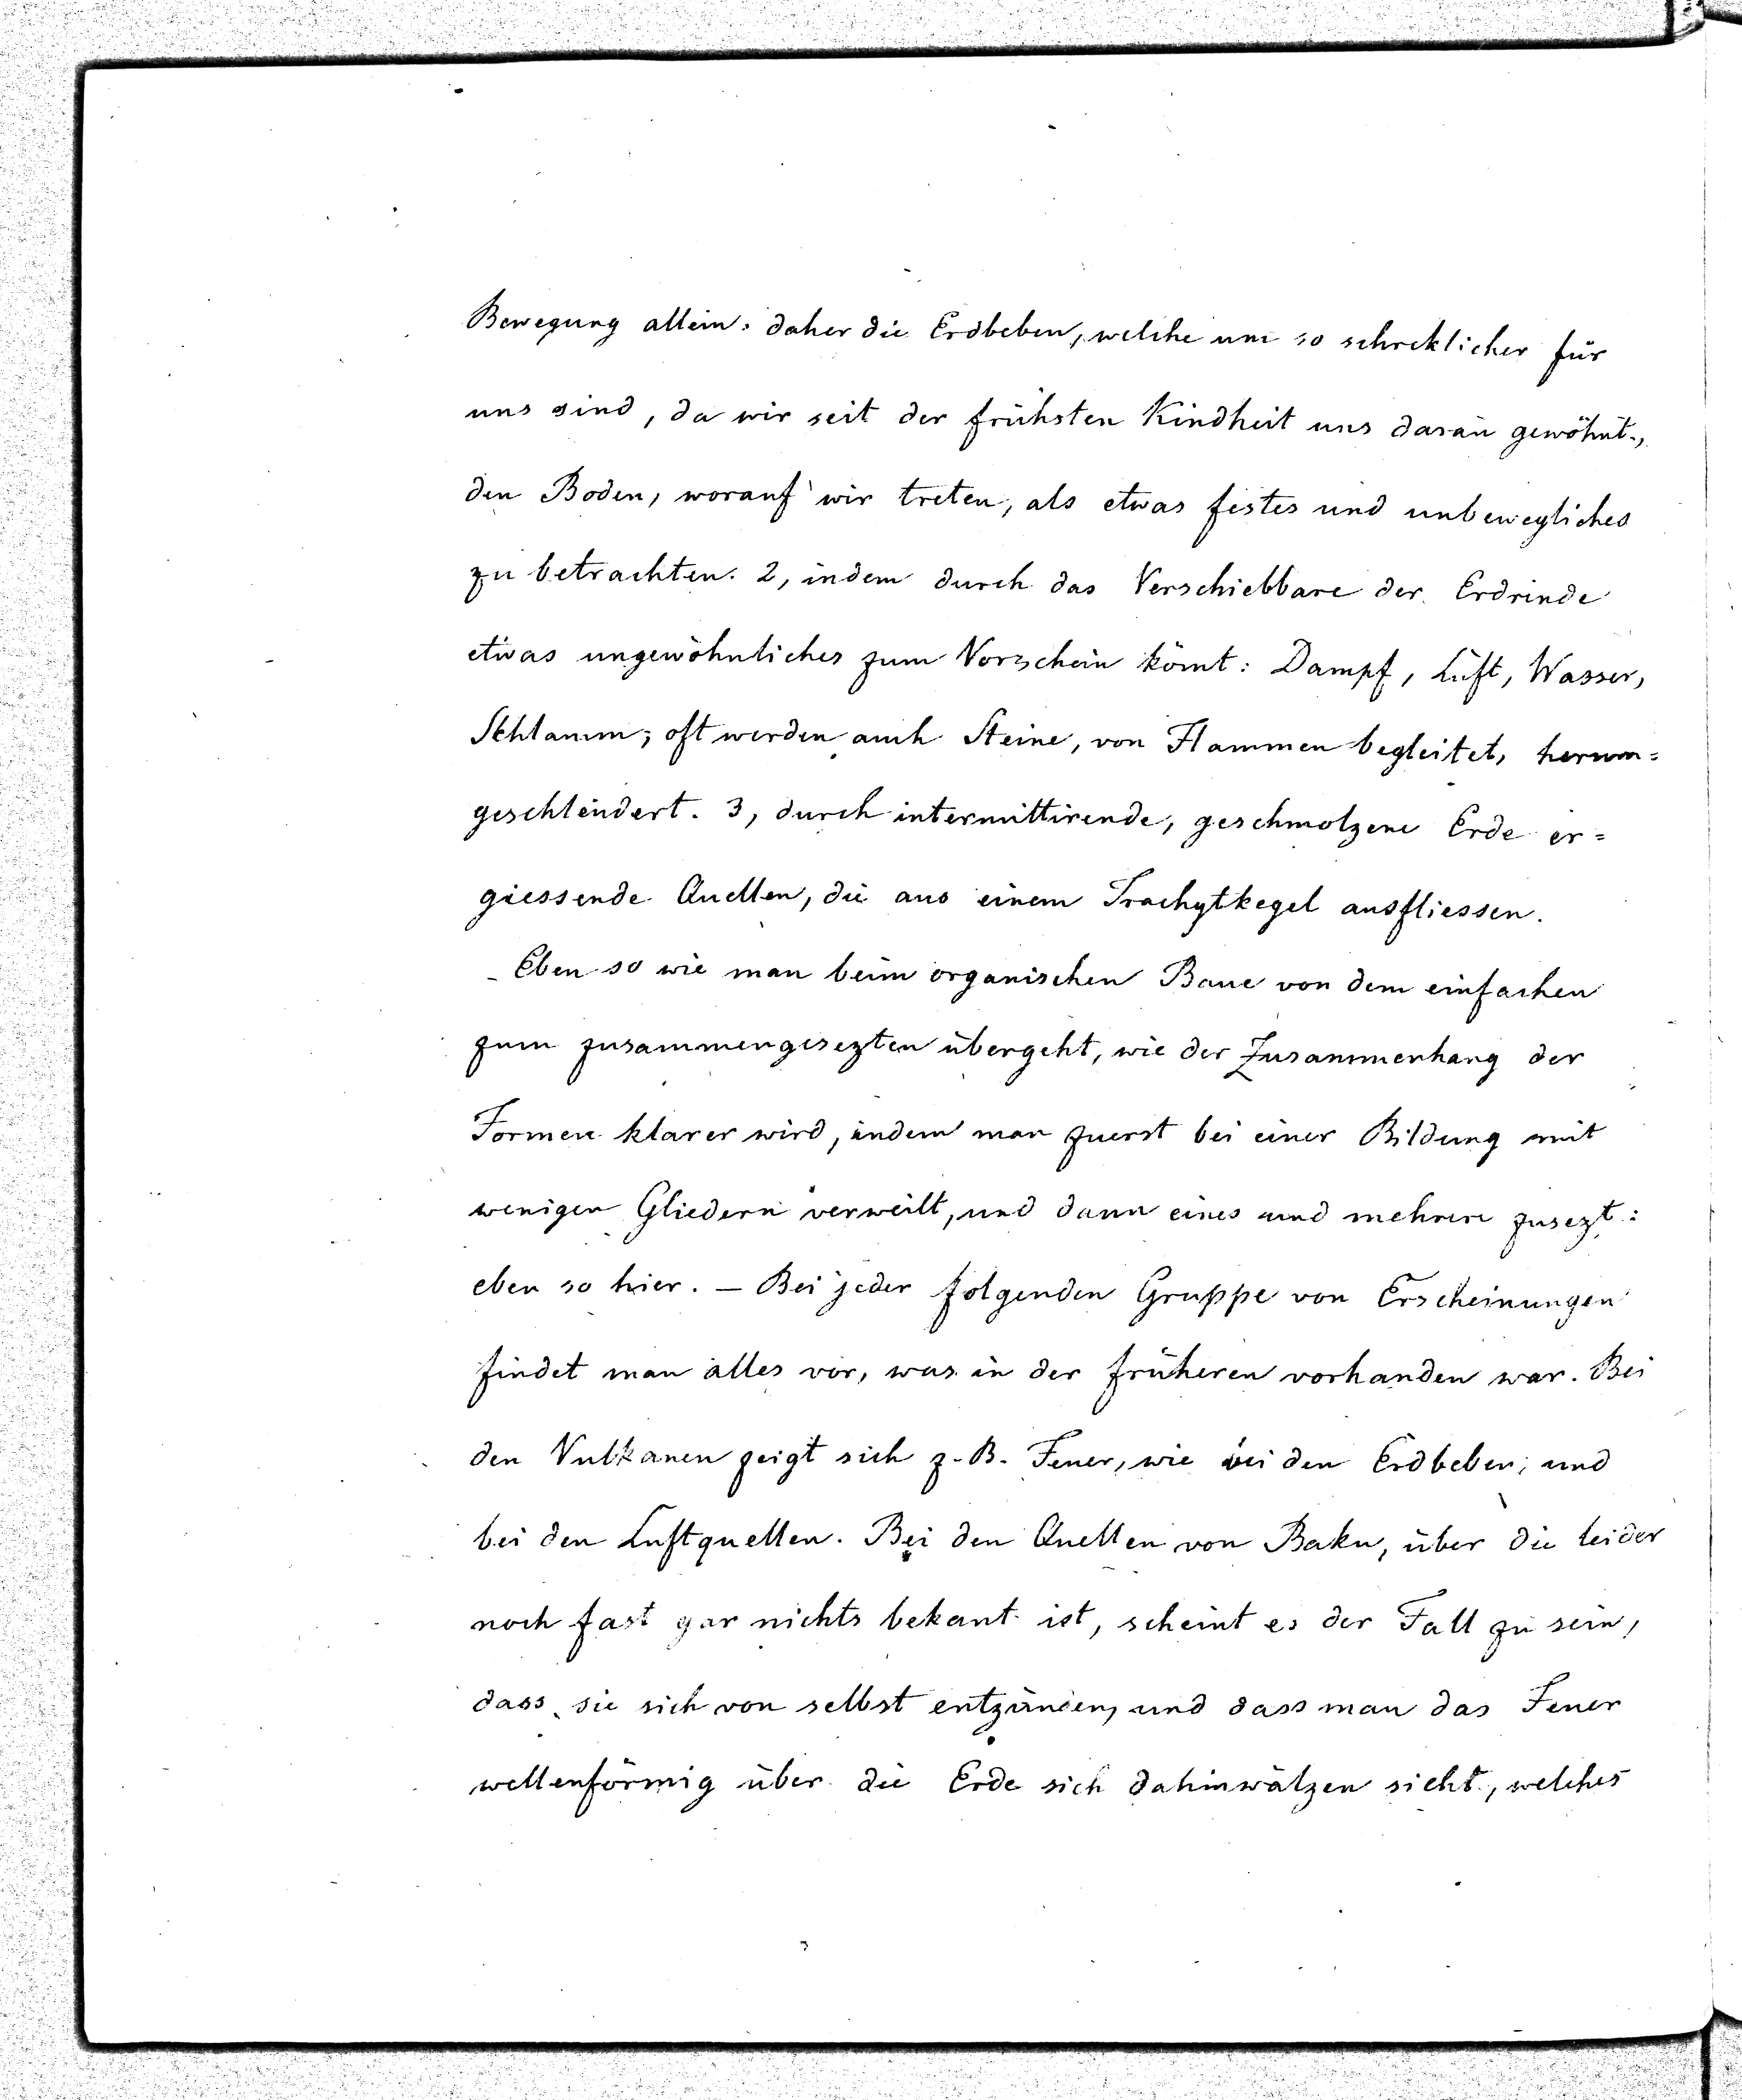 Bewegung allein: daher die Erdbeben, welche um so schreklicher für
uns sind, da wir seit der frühsten Kindheit uns daran gewöhnt,
den Boden, worauf wir treten, als etwas festes und unbewegliches
zu betrachten. 2, indem durch das Verschiebbare der Erdrinde
etwas ungewöhnliches zum Vorschein kömt: Dampf, Luft, Wasser,
Schlamm; oft werden auch Steine, von Flammen begleitet, herum-
geschleudert. 3, durch intermittirende, geschmolzene Erde er=
giessende Quellen, die aus einem Trachytkegel ausfliessen.
Eben so wie man beim organischen Baue von dem einfachen
zum zusammengesezten übergeht, wie der Zusammenhang der
Formen klarer wird, indem man zuerst bei einer Bildung mit
wenigen Gliedern verweilt, und dann eines und mehrere zusezt:
eben so hier. — Bei jeder folgenden Gruppe von Erscheinungen
findet man alles vor, was in der früheren vorhanden war. Bei
den Vulkanen zeigt sich z. B. Feuer, wie bei den Erdbeben, und
bei den Luftquellen. Bei den Quellen von Baku, über die leider
noch fast gar nichts bekant ist, scheint es der Fall zu sein,
dass sie sich von selbst entzünden, und dass man das Feuer
wellenförmig über die Erde sich dahinwälzen sieht, welches